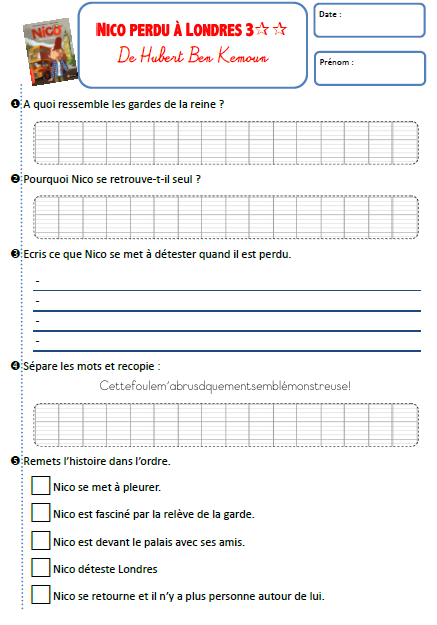 Nico
NICO PERDU À LONDRES 3☆☆
De Hubert Ben Kemoun
Date :
Prénom :
❶ A quoi ressemble les gardes de la reine ?
❷ Pourquoi Nico se retrouve-t-il seul ?
❸ Ecris ce que Nico se met à détester quand il est perdu.
-
-
-
-
❹ Sépare les mots et recopie :
Cettefoulem'abrusdquementsemblémonstreuse!
❺ Remets l'histoire dans l'ordre.
Nico se met à pleurer.
Nico est fasciné par la relève de la garde.
Nico est devant le palais avec ses amis.
Nico déteste Londres
Nico se retourne et il n'y a plus personne autour de lui.